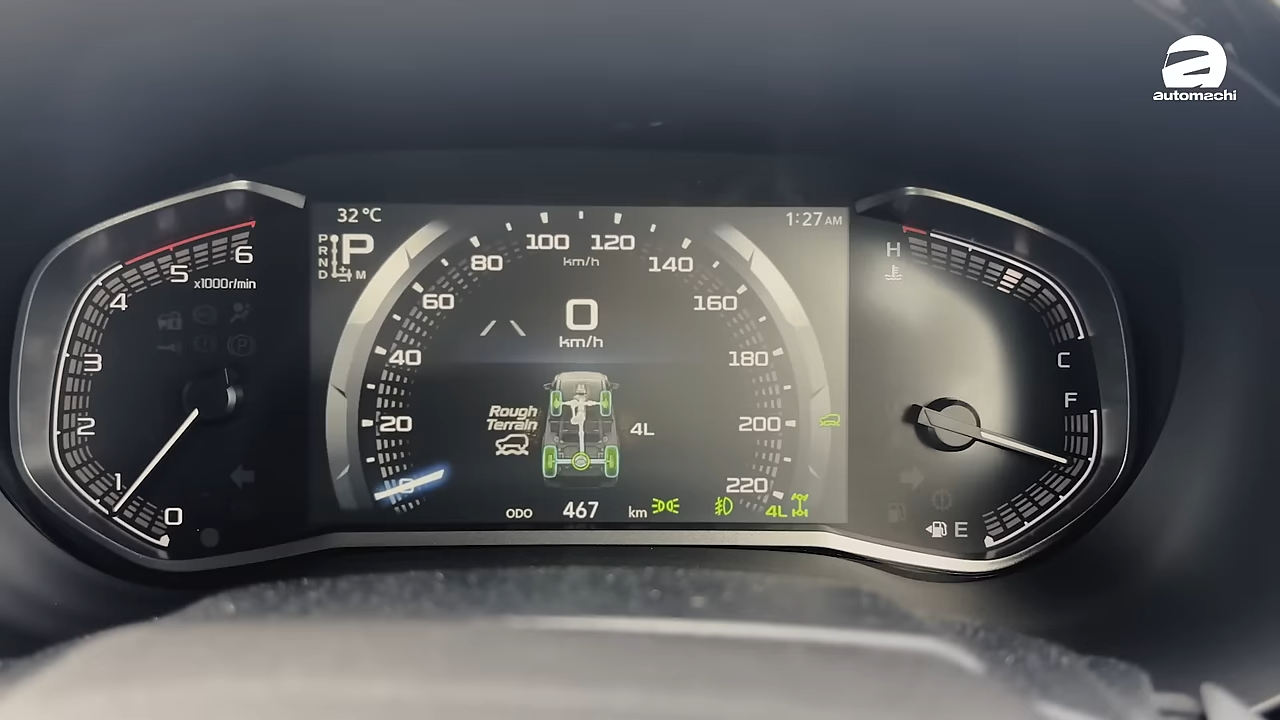 automachi
32°C
1:27 AM
P
R
N
D
P
+
-
M
6
5
x1000r/min
4
3
2
1
0
100
120
km/h
80
140
60
160
40
180
20
200
0
220
0
km/h
Rough
Terrain
4L
ODO 467 km
4L
H
C
F
E
P